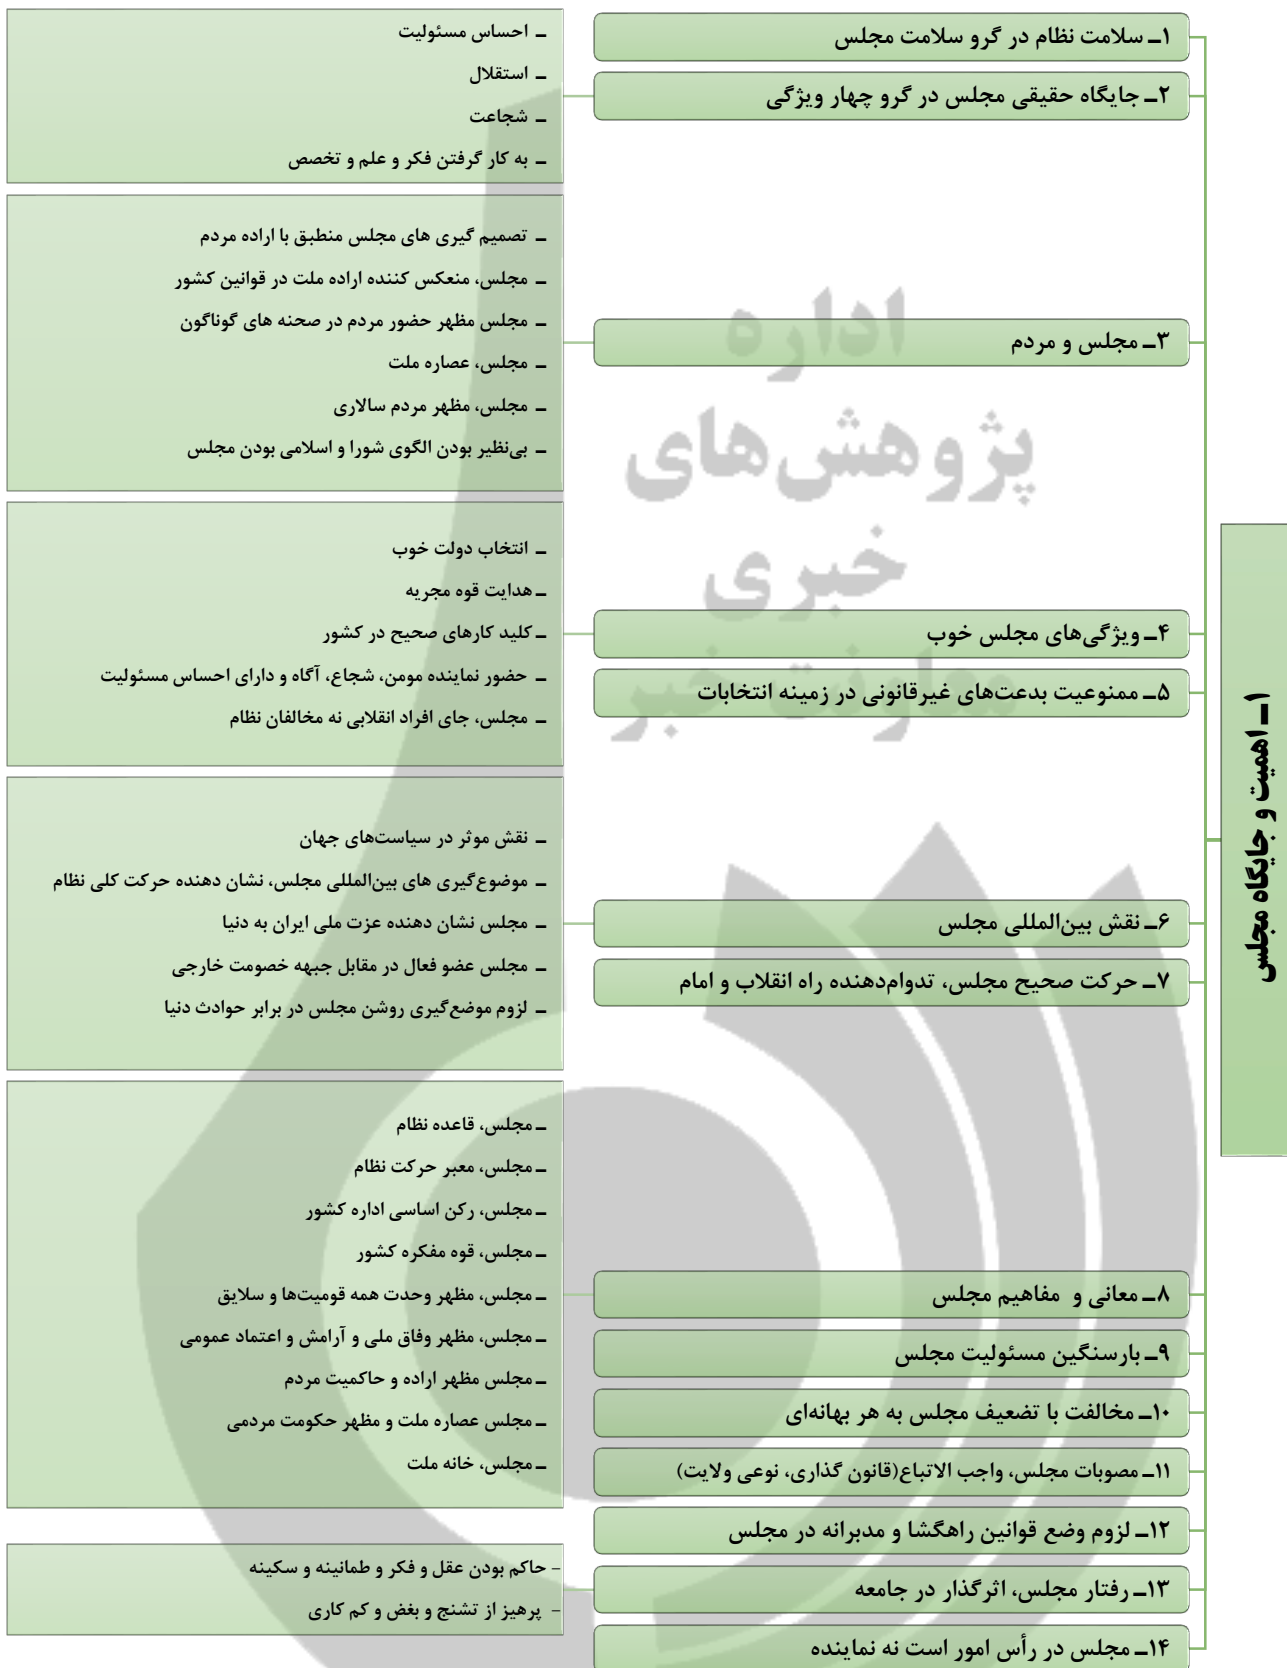 ۱ـ اهمیت و جایگاه مجلس
۱ـ سلامت نظام در گرو سلامت مجلس
۲ـ جایگاه حقیقی مجلس در گرو چهار ویژگی
ـ احساس مسئولیت
ـ استقلال
ـ شجاعت
ـ به کار گرفتن فکر و علم و تخصص
۳ـ مجلس و مردم
ـ تصمیم گیری های مجلس منطبق با اراده مردم
ـ مجلس، منعکس کننده اراده ملت در قوانین کشور
ـ مجلس مظهر حضور مردم در صحنه های گوناگون
ـ مجلس، عصاره ملت
ـ مجلس، مظهر مردم سالاری
ـ بی‌نظیر بودن الگوی شورا و اسلامی بودن مجلس
۴ـ ویژگی‌های مجلس خوب
ـ انتخاب دولت خوب
ـ هدایت قوه مجریه
ـ کلید کارهای صحیح در کشور
ـ حضور نماینده مومن، شجاع، آگاه و دارای احساس مسئولیت
ـ مجلس، جای افراد انقلابی نه مخالفان نظام
۵ـ ممنوعیت بدعت‌های غیرقانونی در زمینه انتخابات
۶ـ نقش بین‌المللی مجلس
ـ نقش موثر در سیاست‌های جهان
ـ موضوع‌گیری های بین‌المللی مجلس، نشان دهنده حرکت کلی نظام
ـ مجلس نشان دهنده عزت ملی ایران به دنیا
ـ مجلس عضو فعال در مقابل جبهه خصومت خارجی
ـ لزوم موضع‌گیری روشن مجلس در برابر حوادث دنیا
۷ـ حرکت صحیح مجلس، تدوام‌دهنده راه انقلاب و امام
۸ـ معانی و مفاهیم مجلس
ـ مجلس، قاعده نظام
ـ مجلس، معبر حرکت نظام
ـ مجلس، رکن اساسی اداره کشور
ـ مجلس، قوه مفکره کشور
ـ مجلس، مظهر وحدت همه قومیت‌ها و سلایق
ـ مجلس، مظهر وفاق ملی و آرامش و اعتماد عمومی
ـ مجلس مظهر اراده و حاکمیت مردم
ـ مجلس عصاره ملت و مظهر حکومت مردمی
ـ مجلس، خانه ملت
۹ـ بارسنگین مسئولیت مجلس
۱۰ـ مخالفت با تضعیف مجلس به هر بهانه‌ای
۱۱ـ مصوبات مجلس، واجب الاتباع(قانون گذاری، نوعی ولایت)
۱۲ـ لزوم وضع قوانین راهگشا و مدبرانه در مجلس
۱۳ـ رفتار مجلس، اثرگذار در جامعه
- حاکم بودن عقل و فکر و طمانینه و سکینه
- پرهیز از تشنج و بغض و کم کاری
۱۴ـ مجلس در رأس امور است نه نماینده
اداره
پژوهش‌های
خبری
معاونت خبر